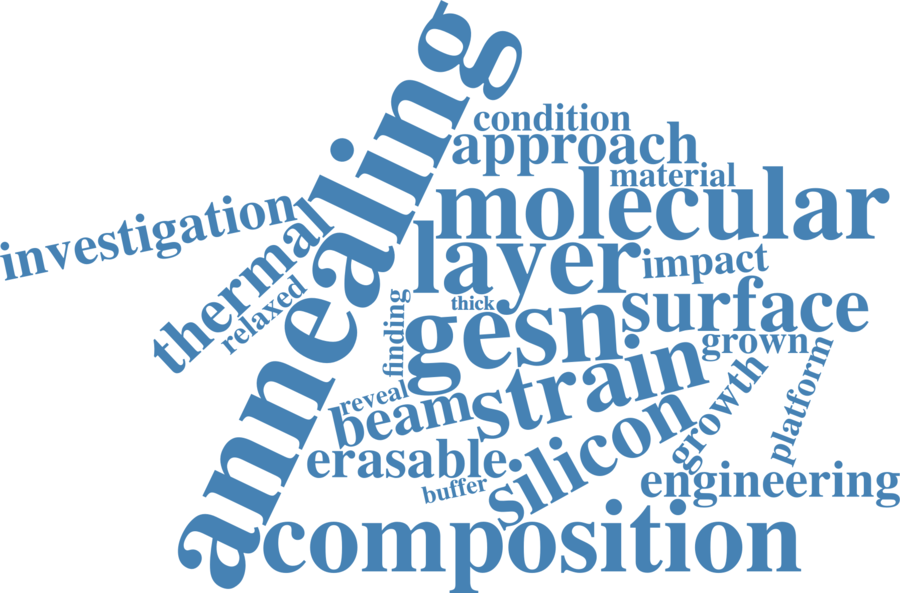 annealing
condition
approach
material
molecular
investigation
thermal
layer
impact
relaxed
finding
thick
gesn
surface
grown
strain
reveal
beam
growth
platform
silicon
erasable
buffer
engineering
composition